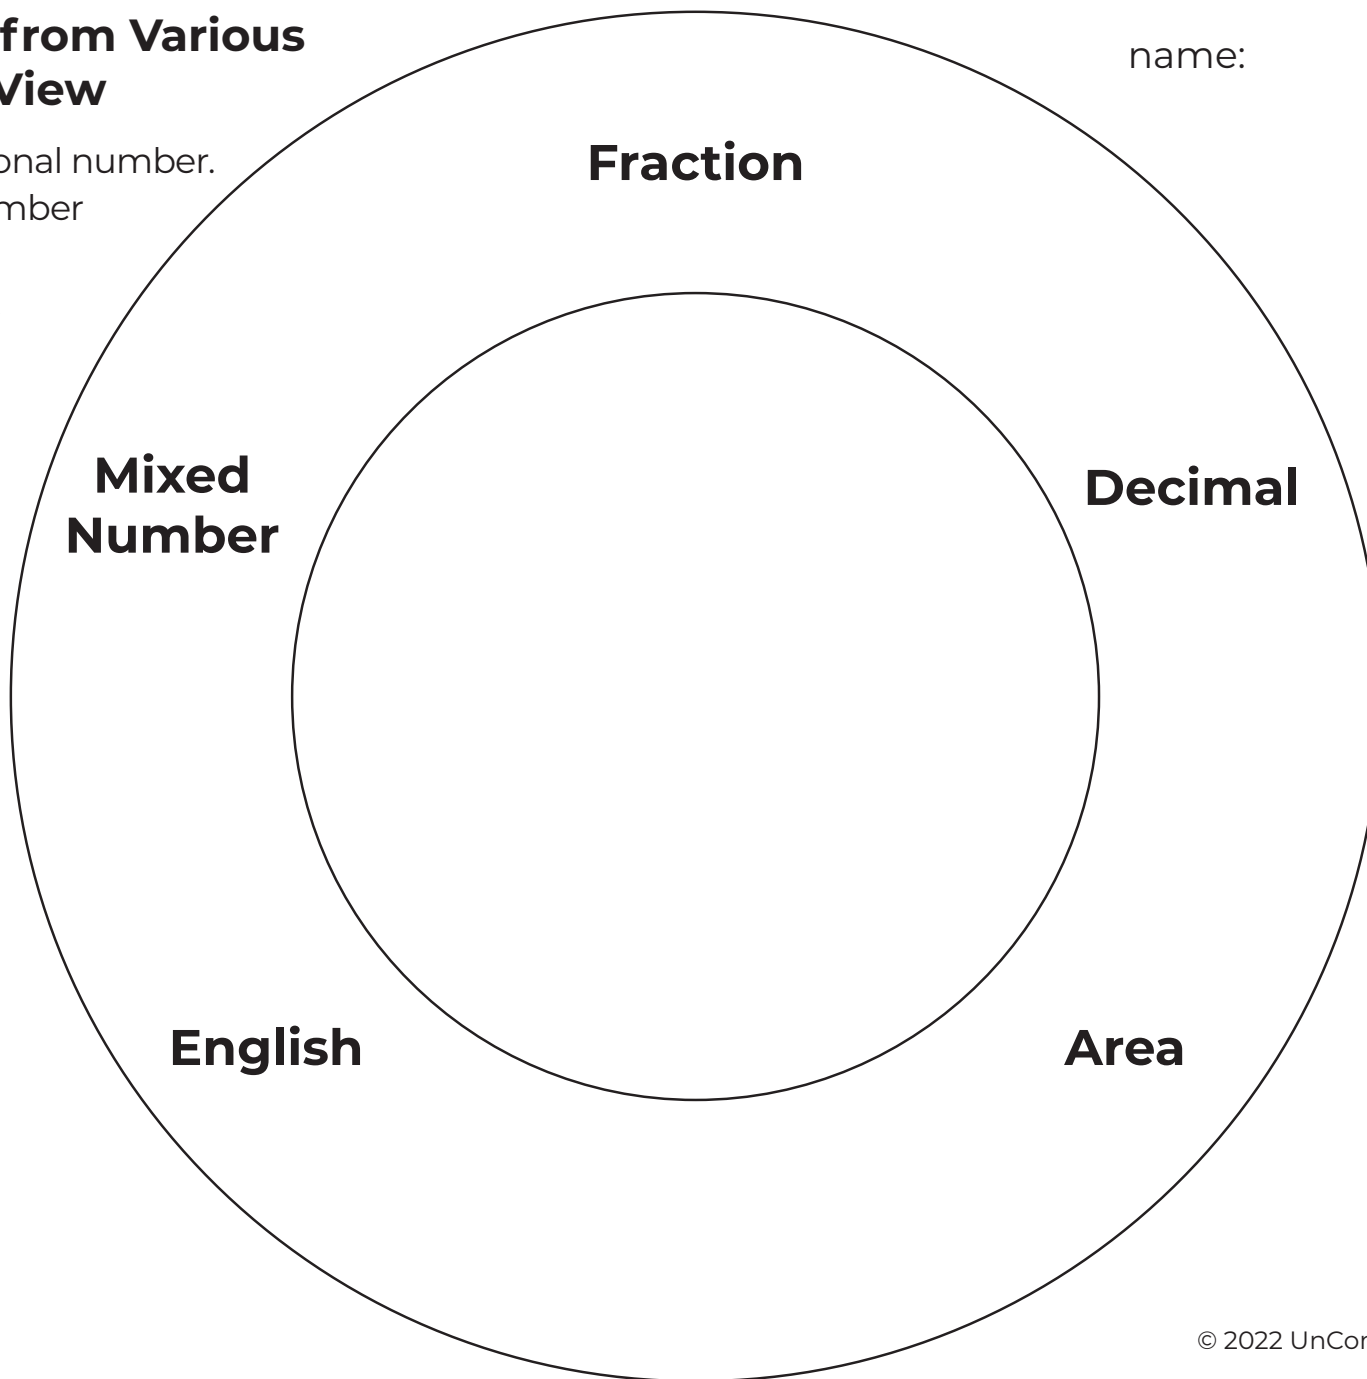 from Various
View
name:
onal number.
mber
Fraction
Mixed
Number
Decimal
English
Area
© 2022 UnCor